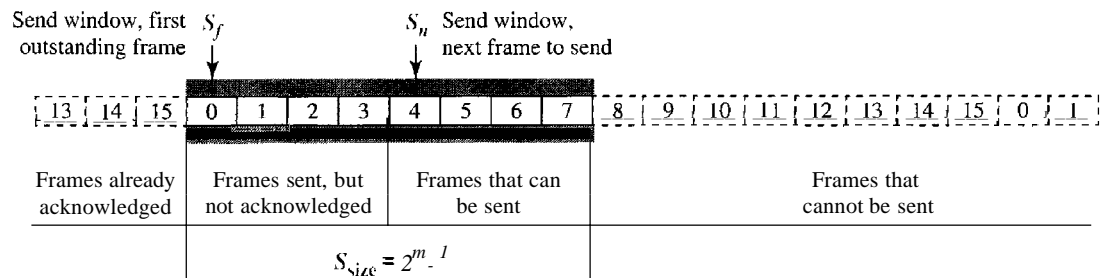 Send window, first
outstanding frame
S_f
S_n
Send window,
next frame to send
13 14 15 0 1 2 3 4 5 6 7 8 9 10 11 12 13 14 15 0 1
Frames already
acknowledged
Frames sent, but
not acknowledged
Frames that can
be sent
Frames that
cannot be sent
S_size = 2^m - 1